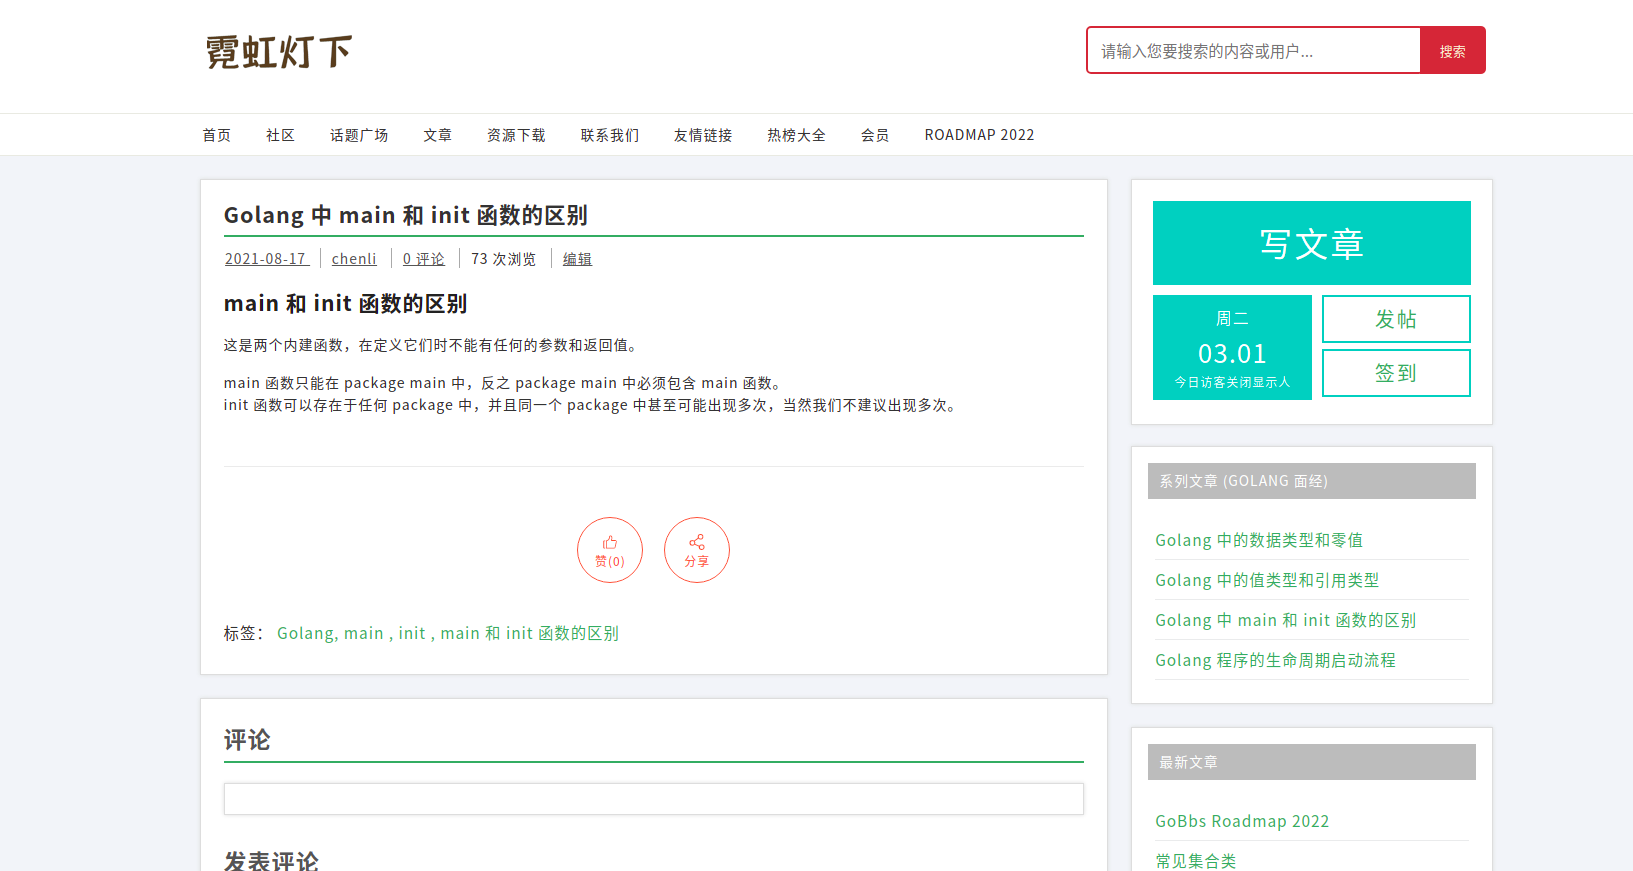 霓虹灯下
请输入您要搜索的内容或用户...
搜索
首页 社区 话题广场 文章 资源下载 联系我们 友情链接 热榜大全 会员 ROADMAP 2022
Golang 中 main 和 init 函数的区别
2021-08-17 chenli 0 评论 73 次浏览 编辑
main 和 init 函数的区别
这是两个内建函数，在定义它们时不能有任何的参数和返回值。
main 函数只能在 package main 中，反之 package main 中必须包含 main 函数。
init 函数可以存在于任何 package 中，并且同一个 package 中甚至可能出现多次，当然我们不建议出现多次。
赞(0)
分享
标签： Golang, main , init , main 和 init 函数的区别
评论
发表评论
写文章
周二
03.01
今日访客关闭显示人
发帖
签到
系列文章 (GOLANG 面经)
Golang 中的数据类型和零值
Golang 中的值类型和引用类型
Golang 中 main 和 init 函数的区别
Golang 程序的生命周期启动流程
最新文章
GoBbs Roadmap 2022
常见集合类